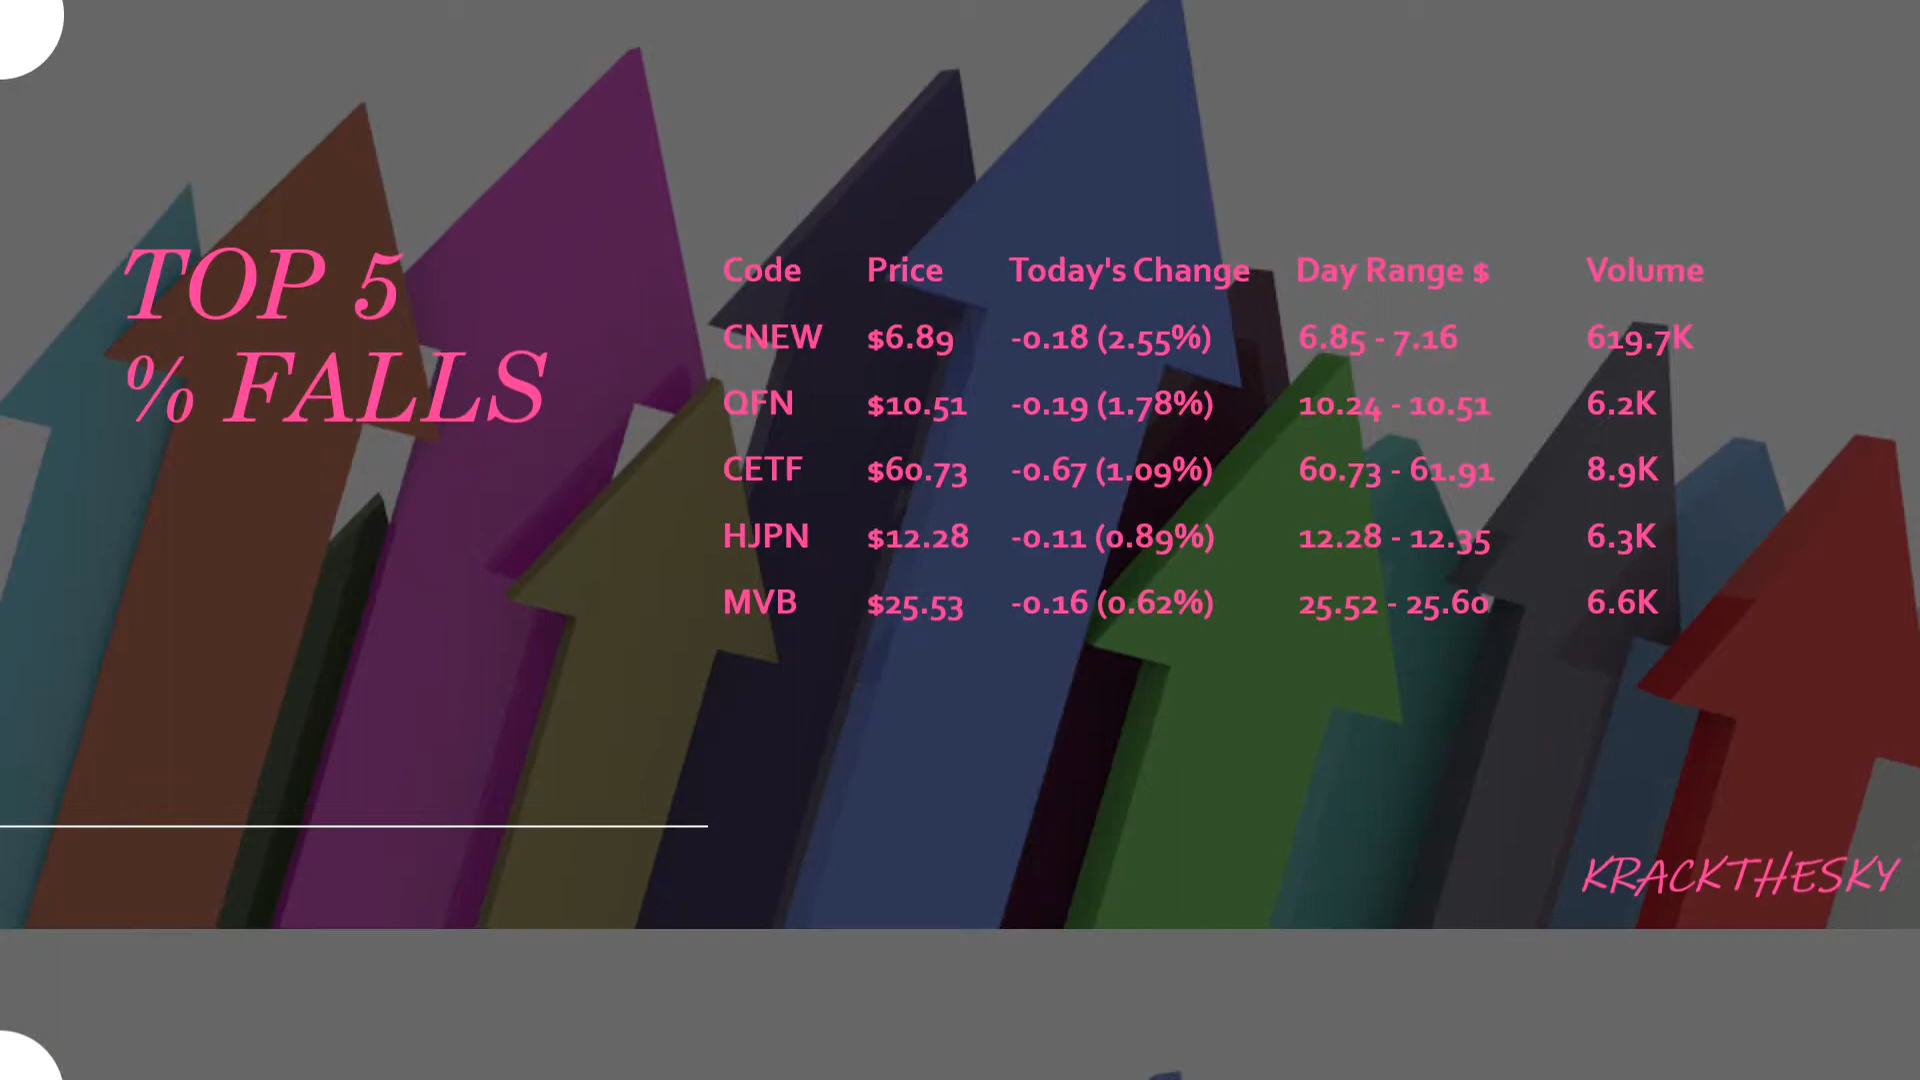 TOP 5
% FALLS
Code Price Today's Change Day Range $ Volume
CNEW $6.89 -0.18 (2.55%) 6.85 - 7.16 619.7K
QFN $10.51 -0.19 (1.78%) 10.24 - 10.51 6.2K
CETF $60.73 -0.67 (1.09%) 60.73 - 61.91 8.9K
HJPN $12.28 -0.11 (0.89%) 12.28 - 12.35 6.3K
MVB $25.53 -0.16 (0.62%) 25.52 - 25.60 6.6K
KRACKTHESKY